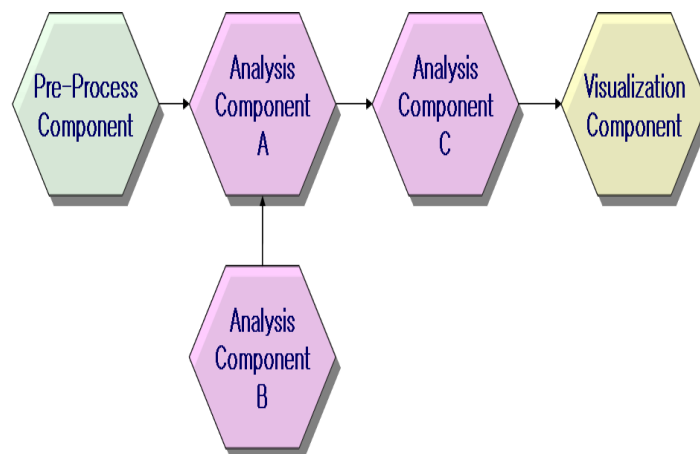 Pre-Process
Component
Analysis
Component
A
Analysis
Component
C
Visualization
Component
Analysis
Component
B